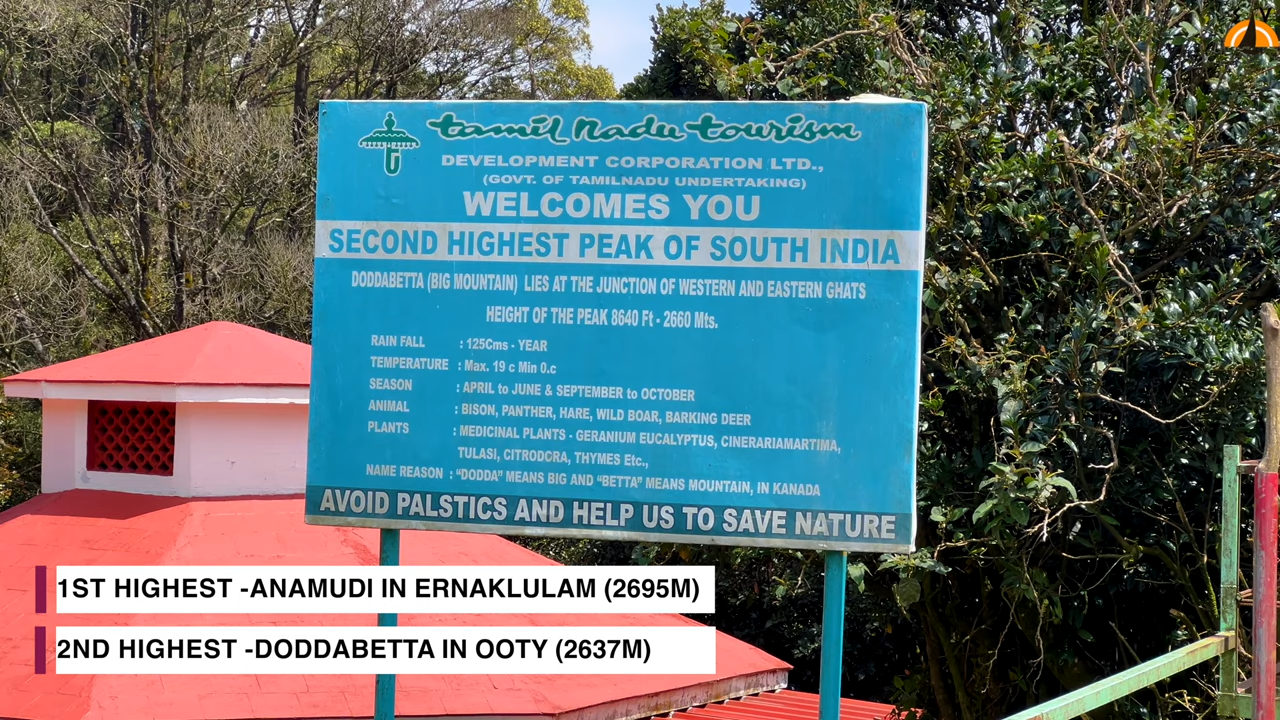 tamil nadu tourism
DEVELOPMENT CORPORATION LTD.,
(GOVT. OF TAMILNADU UNDERTAKING)
WELCOMES YOU
SECOND HIGHEST PEAK OF SOUTH INDIA
DODDABETTA (BIG MOUNTAIN) LIES AT THE JUNCTION OF WESTERN AND EASTERN GHATS
HEIGHT OF THE PEAK 8640 Ft - 2660 Mts.
RAIN FALL : 125Cms - YEAR
TEMPERATURE : Max. 19 c Min 0.c
SEASON : APRIL to JUNE & SEPTEMBER to OCTOBER
ANIMAL : BISON, PANTHER, HARE, WILD BOAR, BARKING DEER
PLANTS : MEDICINAL PLANTS - GERANIUM EUCALYPTUS, CINERARIAMARTIMA,
TULASI, CITRODCRA, THYMES Etc.,
NAME REASON : "DODDA" MEANS BIG AND "BETTA" MEANS MOUNTAIN, IN KANADA
AVOID PALSTICS AND HELP US TO SAVE NATURE
1ST HIGHEST -ANAMUDI IN ERNAKLULAM (2695M)
2ND HIGHEST -DODDABETTA IN OOTY (2637M)